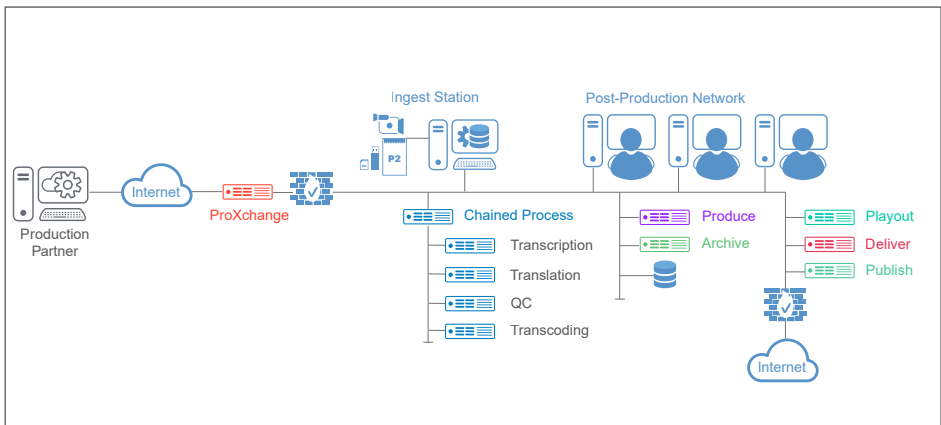 Ingest Station
Post-Production Network
P2
Internet
ProXchange
Production
Partner
Chained Process
Transcription
Translation
QC
Transcoding
Produce
Archive
Playout
Deliver
Publish
Internet